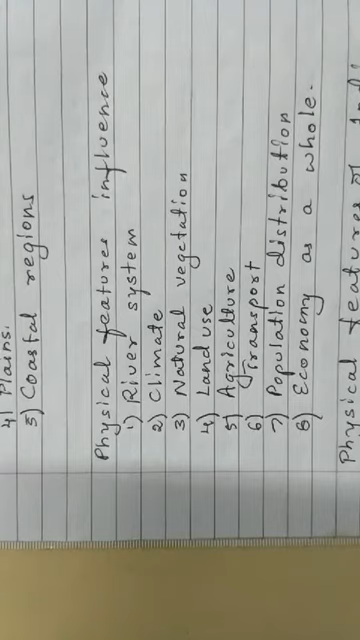 4) Plains.
5) Coastal regions
Physical features influence
1) River system
2) Climate
3) Natural vegetation
4) Land use
5) Agriculture
6) Transport
7) Population distribution
8) Economy as a whole.
Physical features of